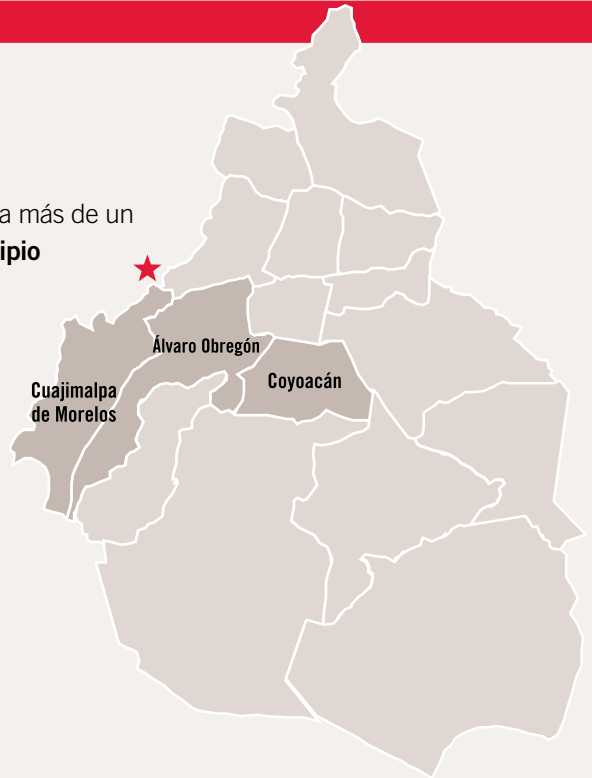 a más de un
ipio
Álvaro Obregón
Coyoacán
Cuajimalpa
de Morelos